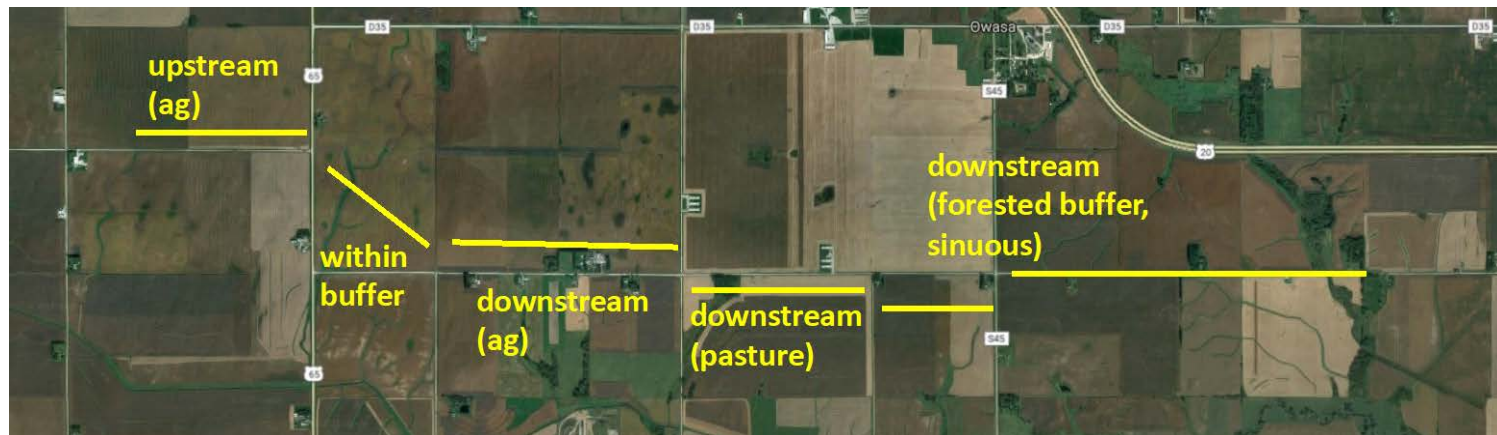 D35
D35
Owasa
D35
D35
upstream
(ag)
65
S45
20
within
buffer
downstream
(ag)
downstream
(pasture)
downstream
(forested buffer,
sinuous)
S45
65